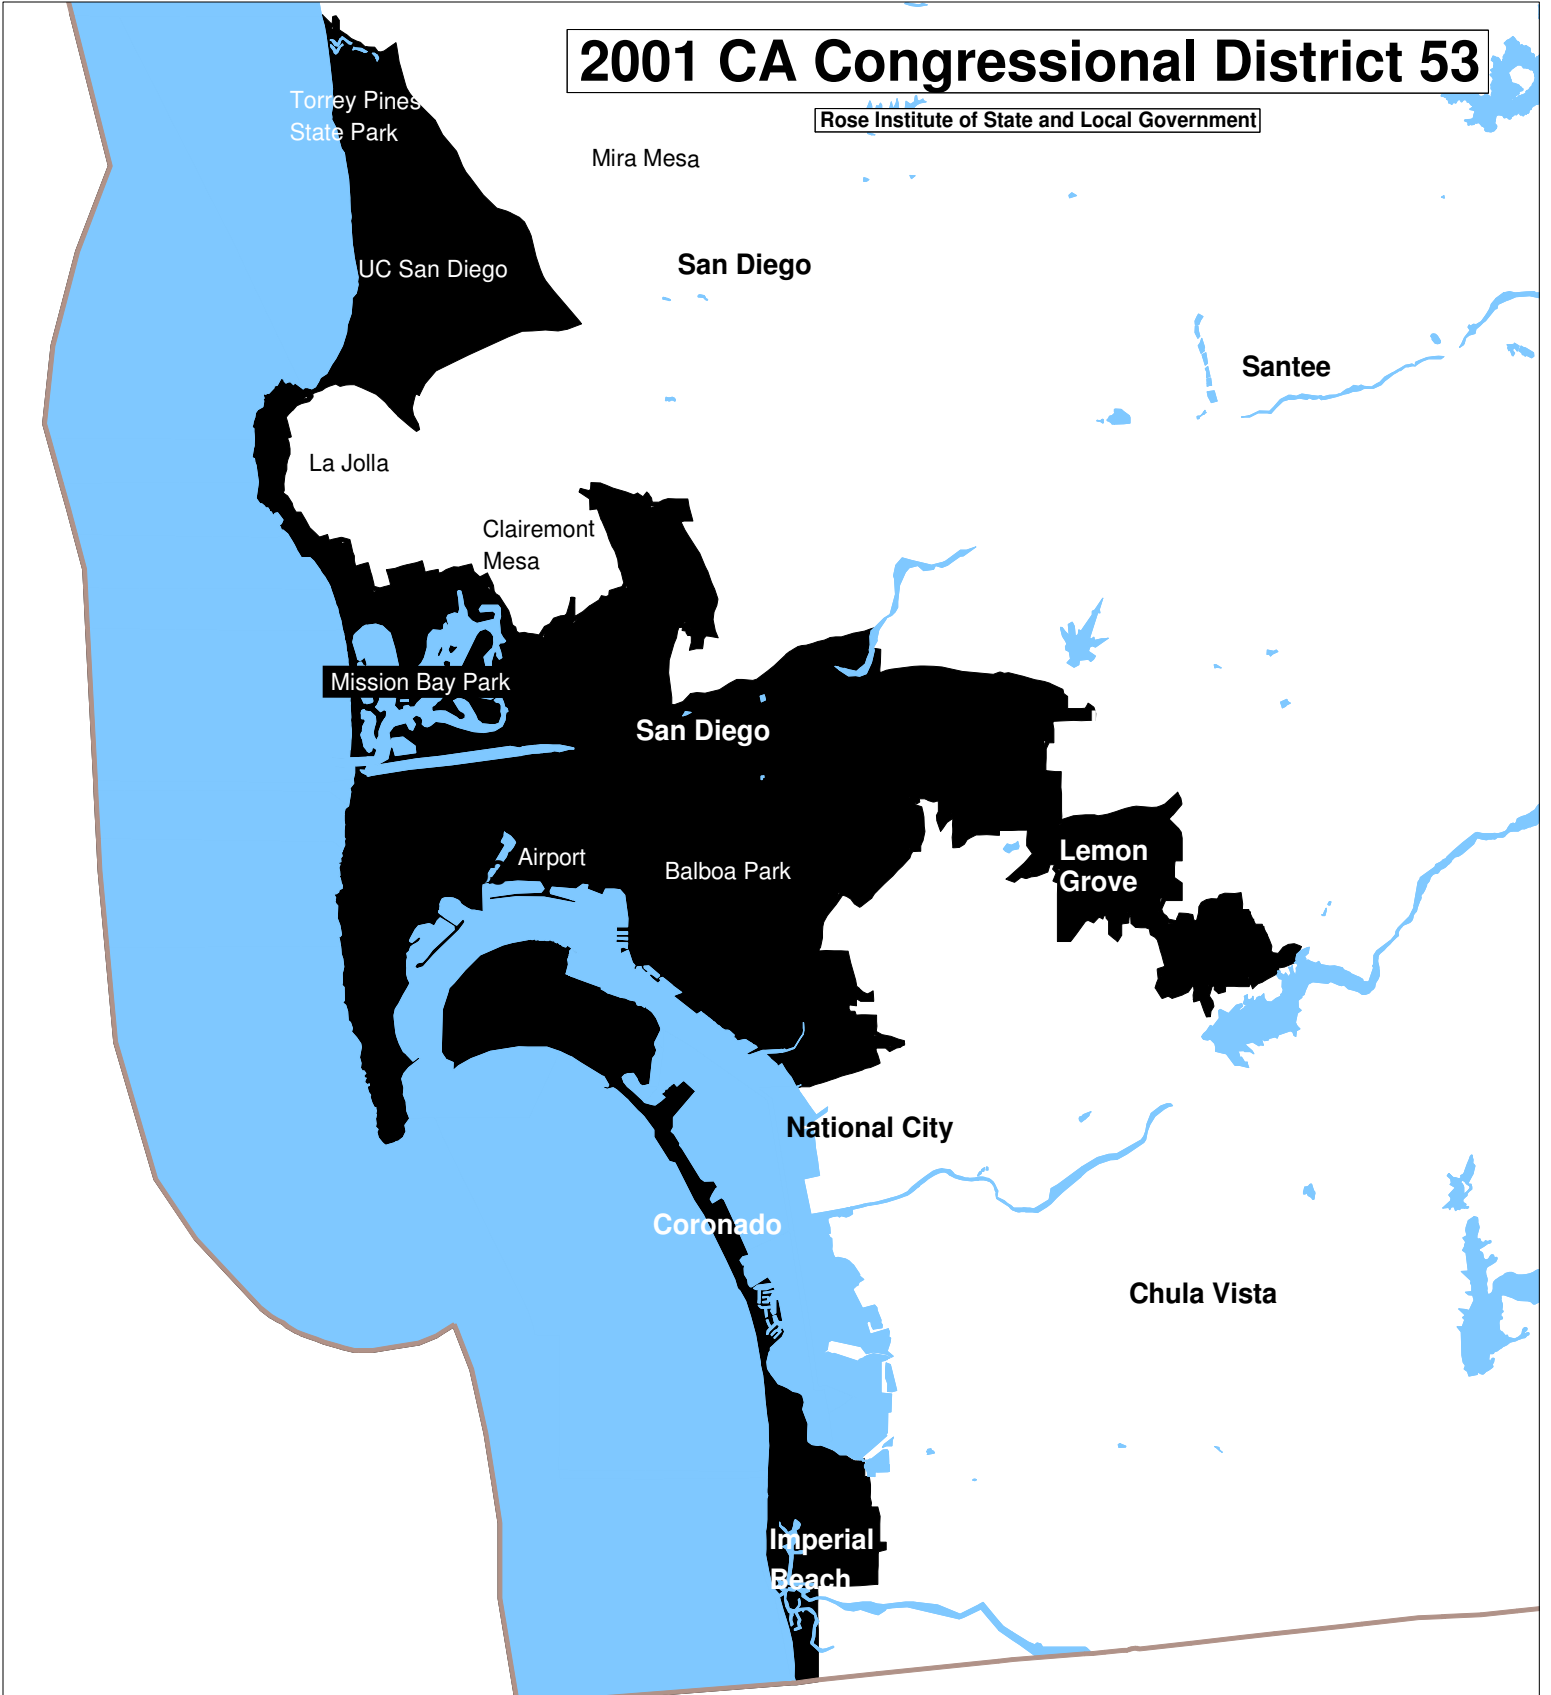 2001 CA Congressional District 53
Rose Institute of State and Local Government
Torrey Pines
State Park
Mira Mesa
San Diego
UC San Diego
Santee
La Jolla
Clairemont
Mesa
Mission Bay Park
San Diego
Airport
Balboa Park
Lemon
Grove
National City
Coronado
Chula Vista
Imperial
Beach